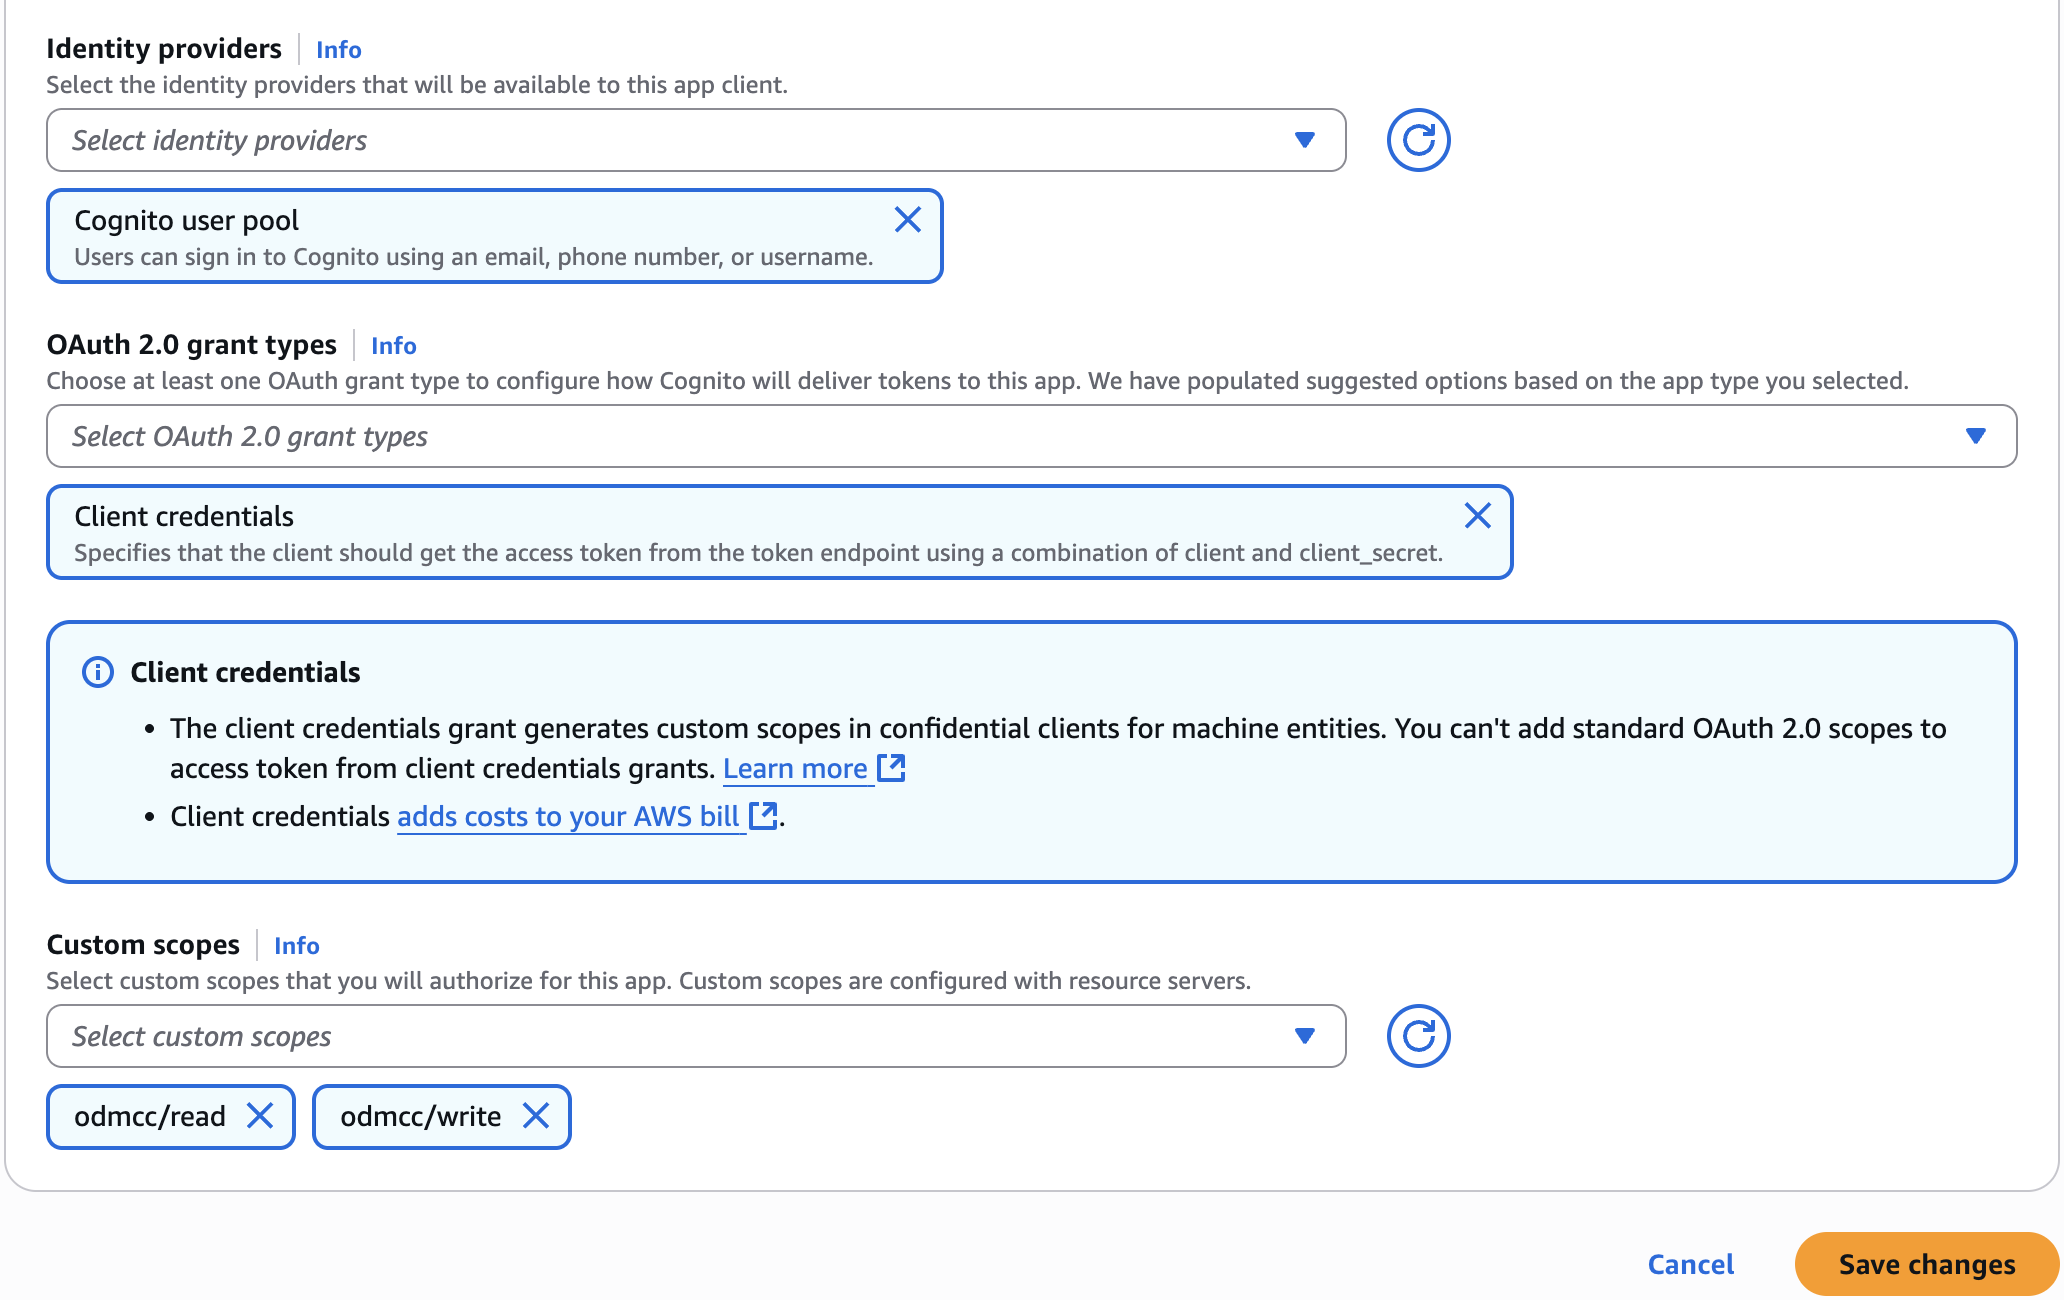 Identity providers Info
Select the identity providers that will be available to this app client.
Select identity providers
Cognito user pool
Users can sign in to Cognito using an email, phone number, or username.
OAuth 2.0 grant types Info
Choose at least one OAuth grant type to configure how Cognito will deliver tokens to this app. We have populated suggested options based on the app type you selected.
Select OAuth 2.0 grant types
Client credentials
Specifies that the client should get the access token from the token endpoint using a combination of client and client_secret.
Client credentials
• The client credentials grant generates custom scopes in confidential clients for machine entities. You can't add standard OAuth 2.0 scopes to
access token from client credentials grants. Learn more
• Client credentials adds costs to your AWS bill .
Custom scopes Info
Select custom scopes that you will authorize for this app. Custom scopes are configured with resource servers.
Select custom scopes
odmcc/read odmcc/write
Cancel Save changes